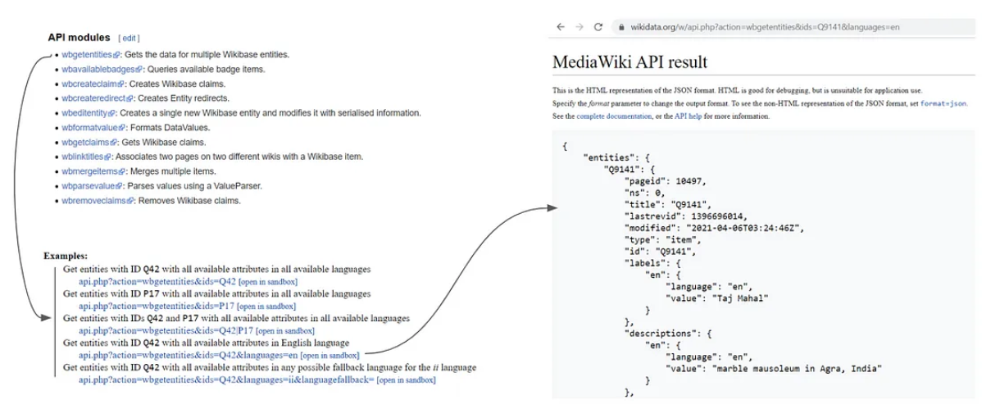 API modules [ edit ]
• wbgetentities: Gets the data for multiple Wikibase entities.
• wbavailablebadges: Queries available badge items.
• wbcreateclaim: Creates Wikibase claims.
• wbcreateredirect: Creates Entity redirects.
• wbeditentity: Creates a single new Wikibase entity and modifies it with serialised information.
• wbformatvalue: Formats DataValues.
• wbgetclaims: Gets Wikibase claims.
• wblinktitles: Associates two pages on two different wikis with a Wikibase item.
• wbmergeitems: Merges multiple items.
• wbparsevalue: Parses values using a ValueParser.
• wbremoveclaims: Removes Wikibase claims.
Examples:
Get entities with ID Q42 with all available attributes in all available languages
api.php?action=wbgetentities&ids=Q42 [open in sandbox]
Get entities with ID P17 with all available attributes in all available languages
api.php?action=wbgetentities&ids=P17 [open in sandbox]
Get entities with IDs Q42 and P17 with all available attributes in all available languages
api.php?action=wbgetentities&ids=Q42|P17 [open in sandbox]
Get entities with ID Q42 with all available attributes in English language
api.php?action=wbgetentities&ids=Q42&languages=en [open in sandbox]
Get entities with ID Q42 with all available attributes in any possible fallback language for the ii language
api.php?action=wbgetentities&ids=Q42&languages=ii&languagefallback= [open in sandbox]
wikidata.org/w/api.php?action=wbgetentities&ids=Q9141&languages=en
MediaWiki API result
This is the HTML representation of the JSON format. HTML is good for debugging, but is unsuitable for application use.
Specify the format parameter to change the output format. To see the non-HTML representation of the JSON format, set format=json.
See the complete documentation, or the API help for more information.
{
"entities": {
"Q9141": {
"pageid": 10497,
"ns": 0,
"title": "Q9141",
"lastrevid": 1396696014,
"modified": "2021-04-06T03:24:46Z",
"type": "item",
"id": "Q9141",
"labels": {
"en": {
"language": "en",
"value": "Taj Mahal"
}
},
"descriptions": {
"en": {
"language": "en",
"value": "marble mausoleum in Agra, India"
}
},